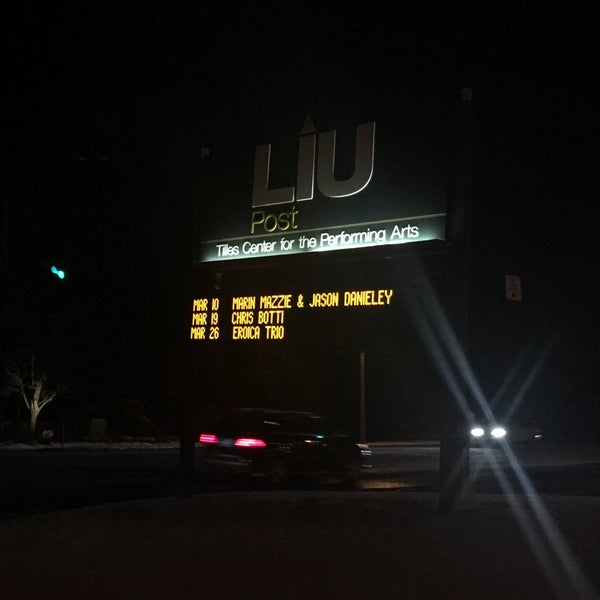 LIU
Post
Tilles Center for the Performing Arts
MAR 10 MARIN MAZZIE & JASON DANIELEY
MAR 19 CHRIS BOTTI
MAR 26 EROICA TRIO